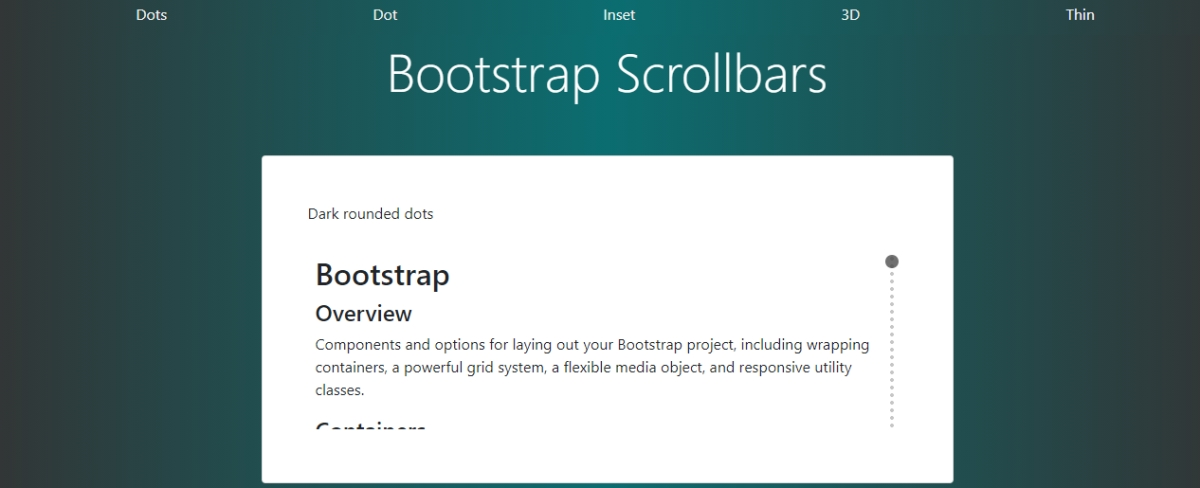 Dots Dot Inset 3D Thin
Bootstrap Scrollbars
Dark rounded dots
Bootstrap
Overview
Components and options for laying out your Bootstrap project, including wrapping
containers, a powerful grid system, a flexible media object, and responsive utility
classes.
Containers